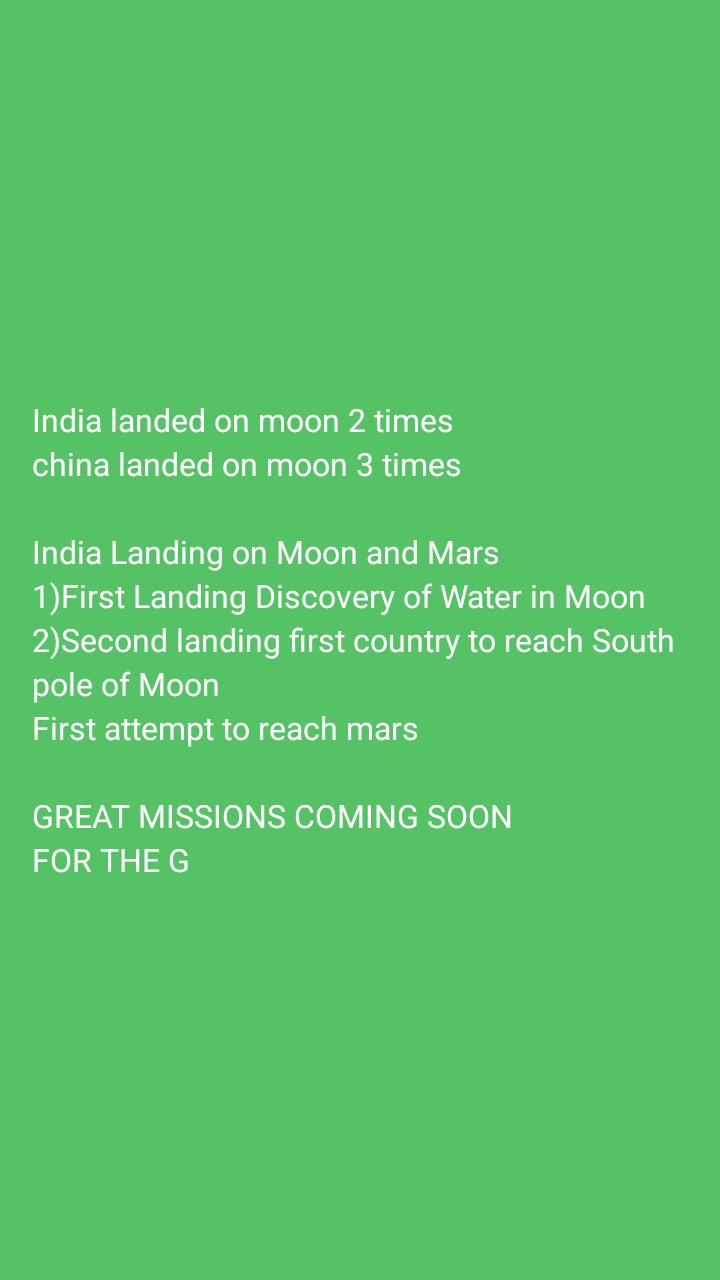 India landed on moon 2 times
china landed on moon 3 times
India Landing on Moon and Mars
1)First Landing Discovery of Water in Moon
2)Second landing first country to reach South
pole of Moon
First attempt to reach mars
GREAT MISSIONS COMING SOON
FOR THE G